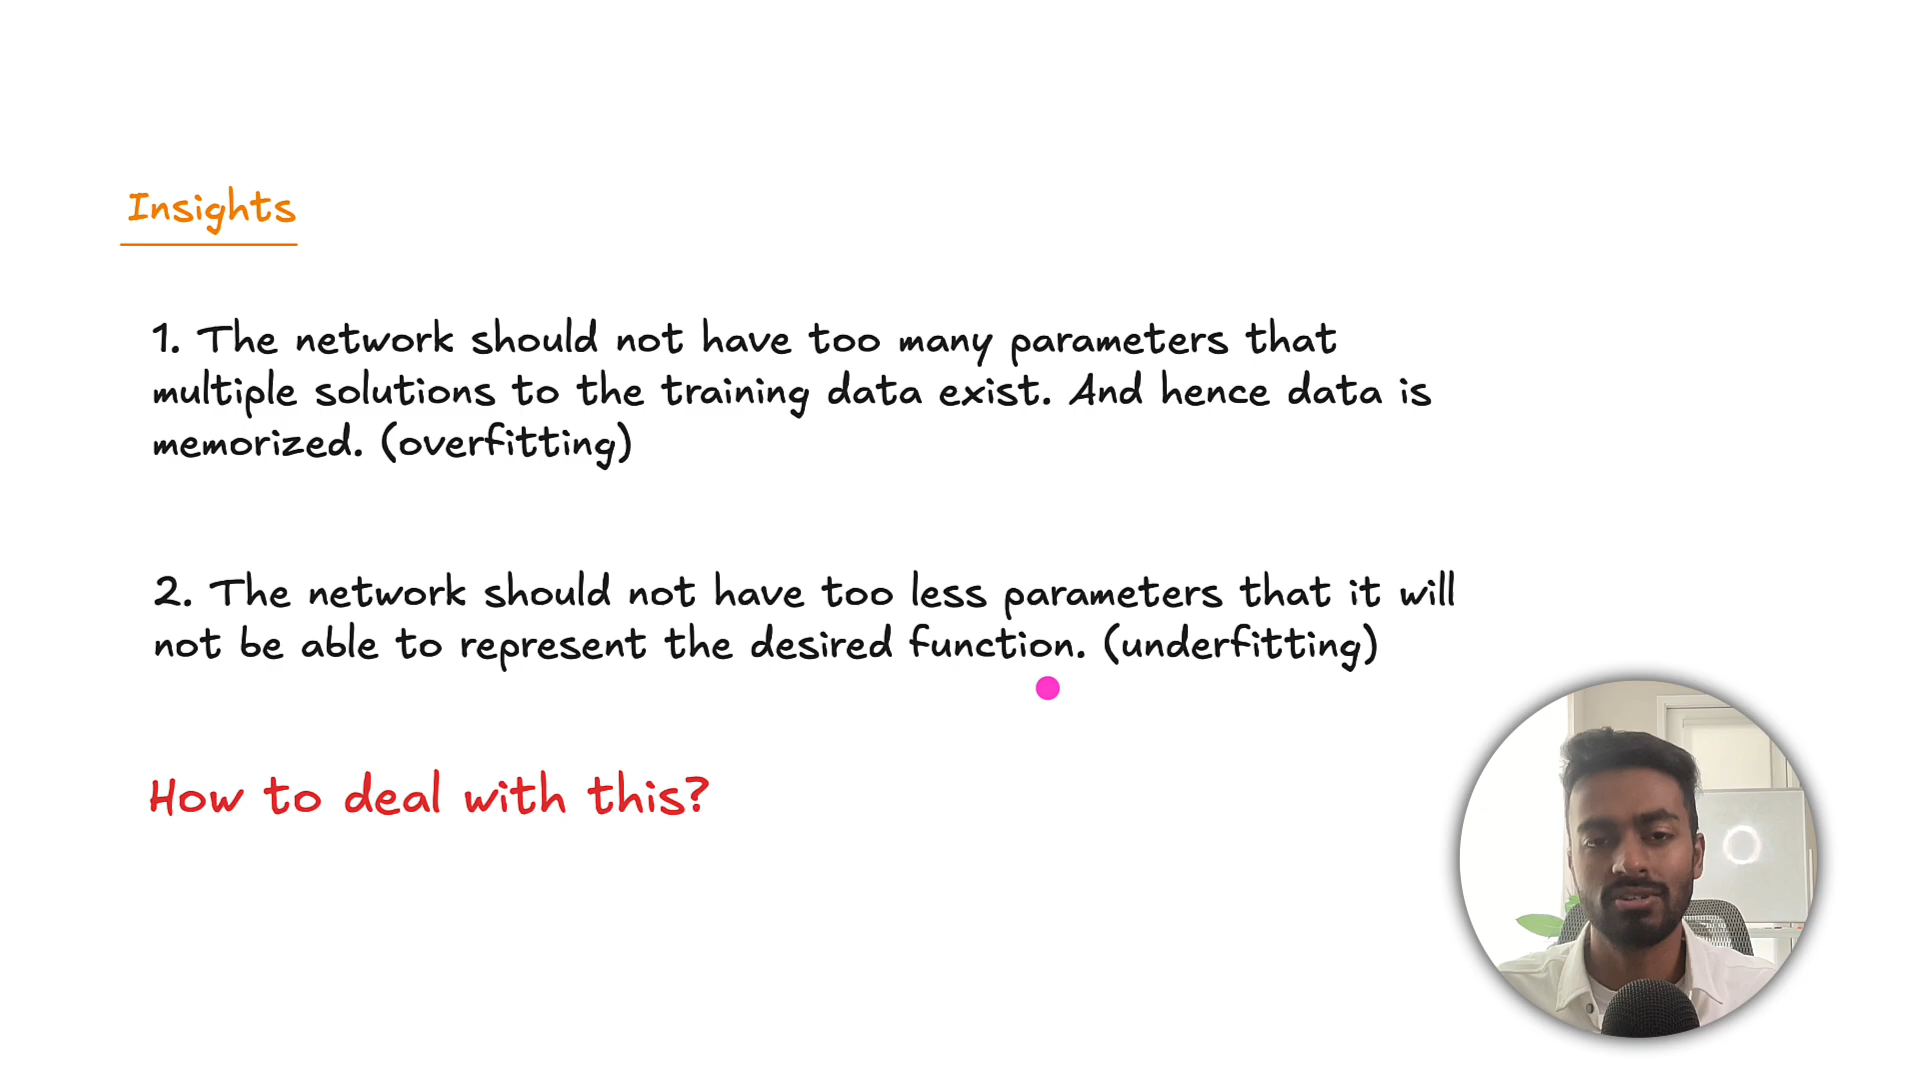 Insights
1. The network should not have too many parameters that
multiple solutions to the training data exist. And hence data is
memorized. (overfitting)
2. The network should not have too less parameters that it will
not be able to represent the desired function. (underfitting)
How to deal with this?